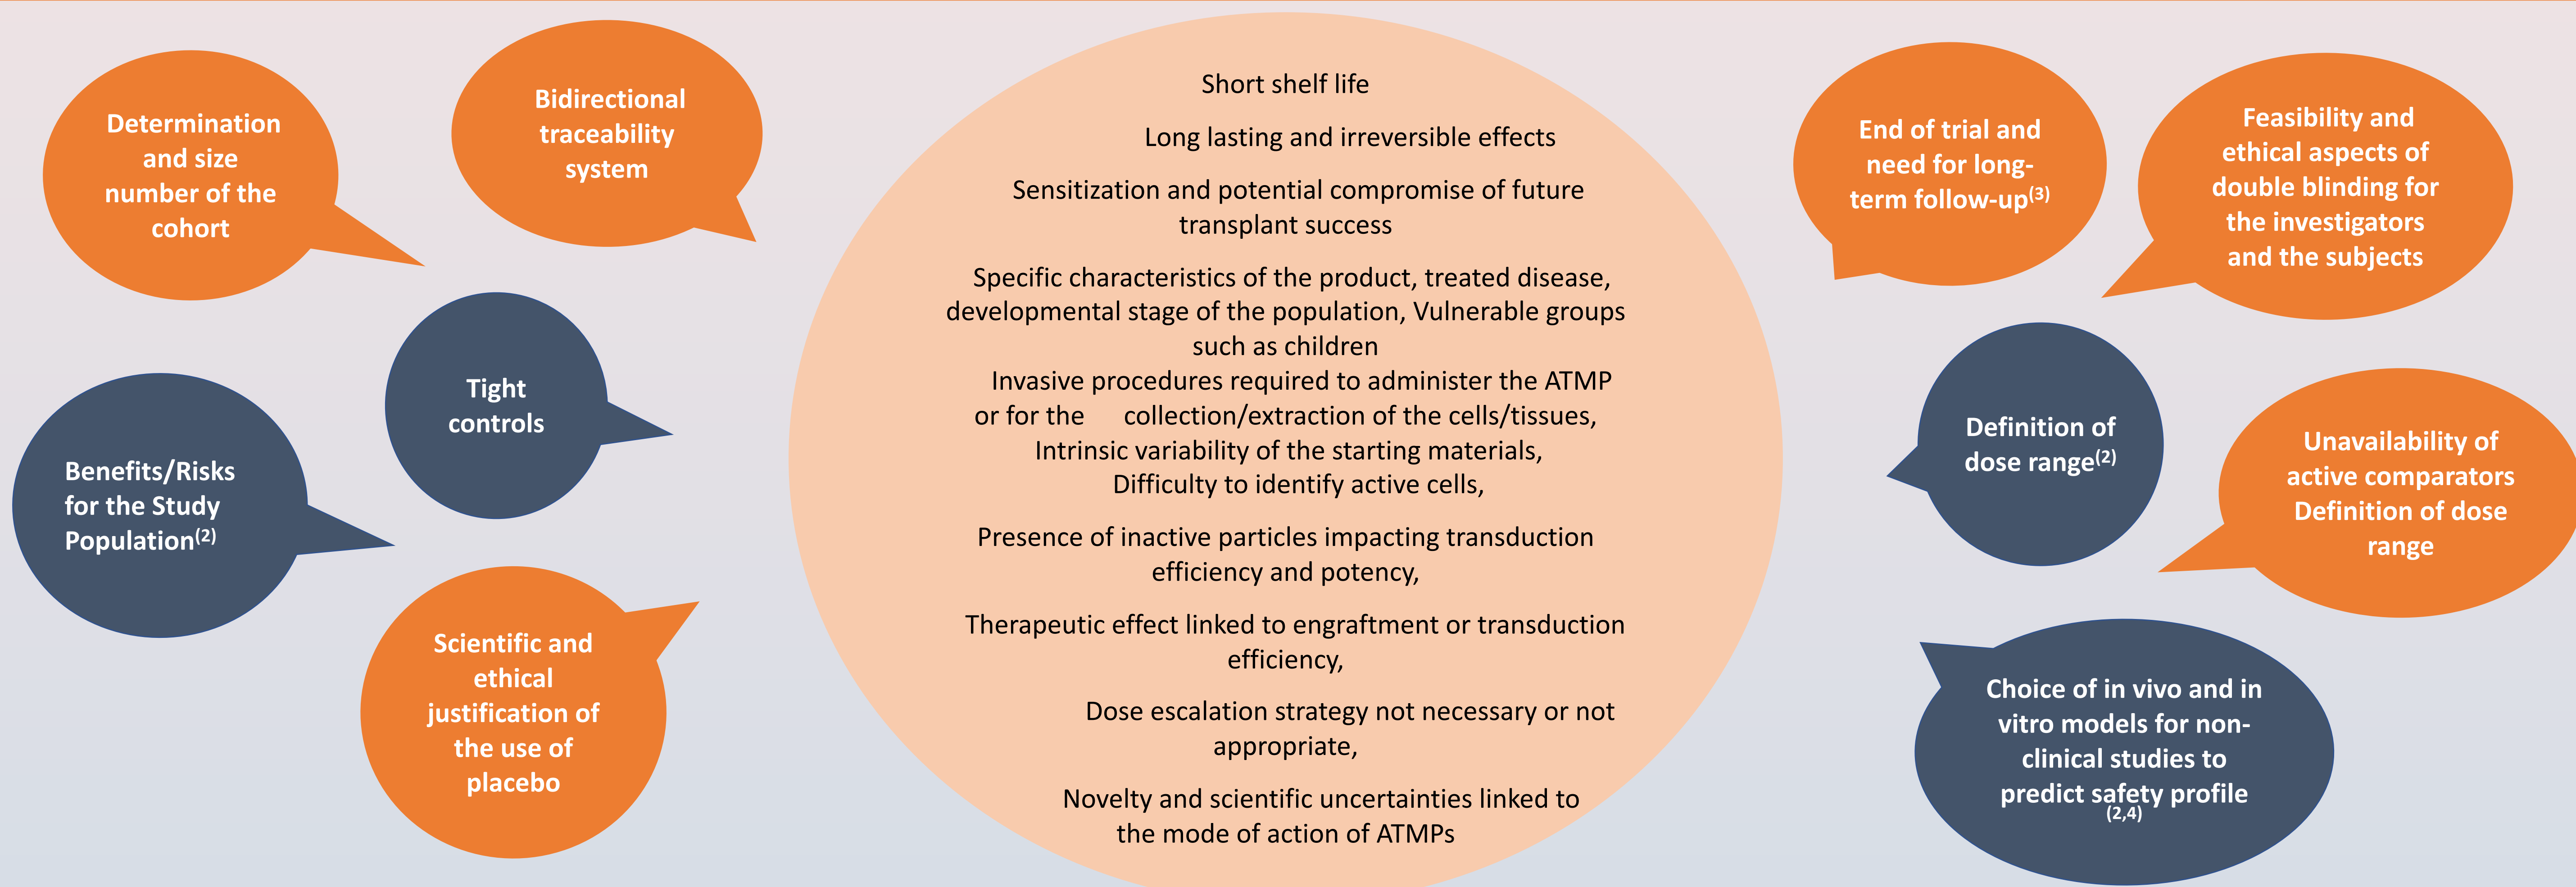 Determination
and size
number of the
cohort
Bidirectional
traceability
system
Tight
controls
Benefits/Risks
for the Study
Population(2)
Scientific and
ethical
justification of
the use of
placebo
Short shelf life
Long lasting and irreversible effects
Sensitization and potential compromise of future
transplant success
Specific characteristics of the product, treated disease,
developmental stage of the population, Vulnerable groups
such as children
Invasive procedures required to administer the ATMP
or for the collection/extraction of the cells/tissues,
Intrinsic variability of the starting materials,
Difficulty to identify active cells,
Presence of inactive particles impacting transduction
efficiency and potency,
Therapeutic effect linked to engraftment or transduction
efficiency,
Dose escalation strategy not necessary or not
appropriate,
Novelty and scientific uncertainties linked to
the mode of action of ATMPs
End of trial and
need for long-
term follow-up(3)
Feasibility and
ethical aspects of
double blinding for
the investigators
and the subjects
Definition of
dose range(2)
Unavailability of
active comparators
Definition of dose
range
Choice of in vivo and in
vitro models for non-
clinical studies to
predict safety profile
(2,4)